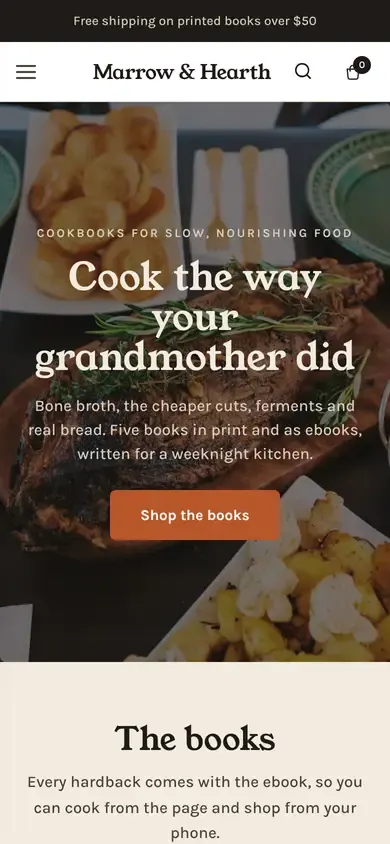 Free shipping on printed books over $50
Marrow & Hearth
0
COOKBOOKS FOR SLOW, NOURISHING FOOD
Cook the way
your
grandmother did
Bone broth, the cheaper cuts, ferments and
real bread. Five books in print and as ebooks,
written for a weeknight kitchen.
Shop the books
The books
Every hardback comes with the ebook, so you
can cook from the page and shop from your
phone.